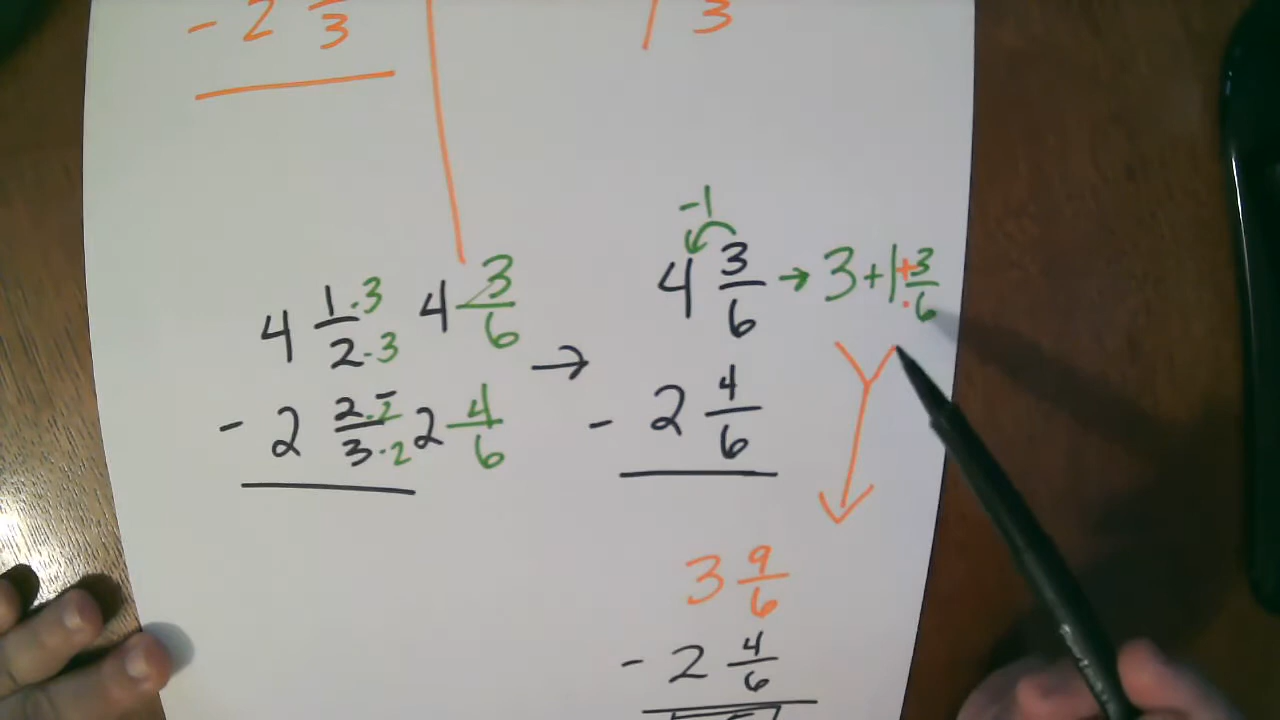 - 2 /3
1 3
4 1/2 ·3 ·3 4 3/6
- 2 2/3 ·2 ·2 2 4/6
→
-1
4 3/6 → 3 + 1 + 3/6
- 2 4/6
3 9/6
- 2 4/6